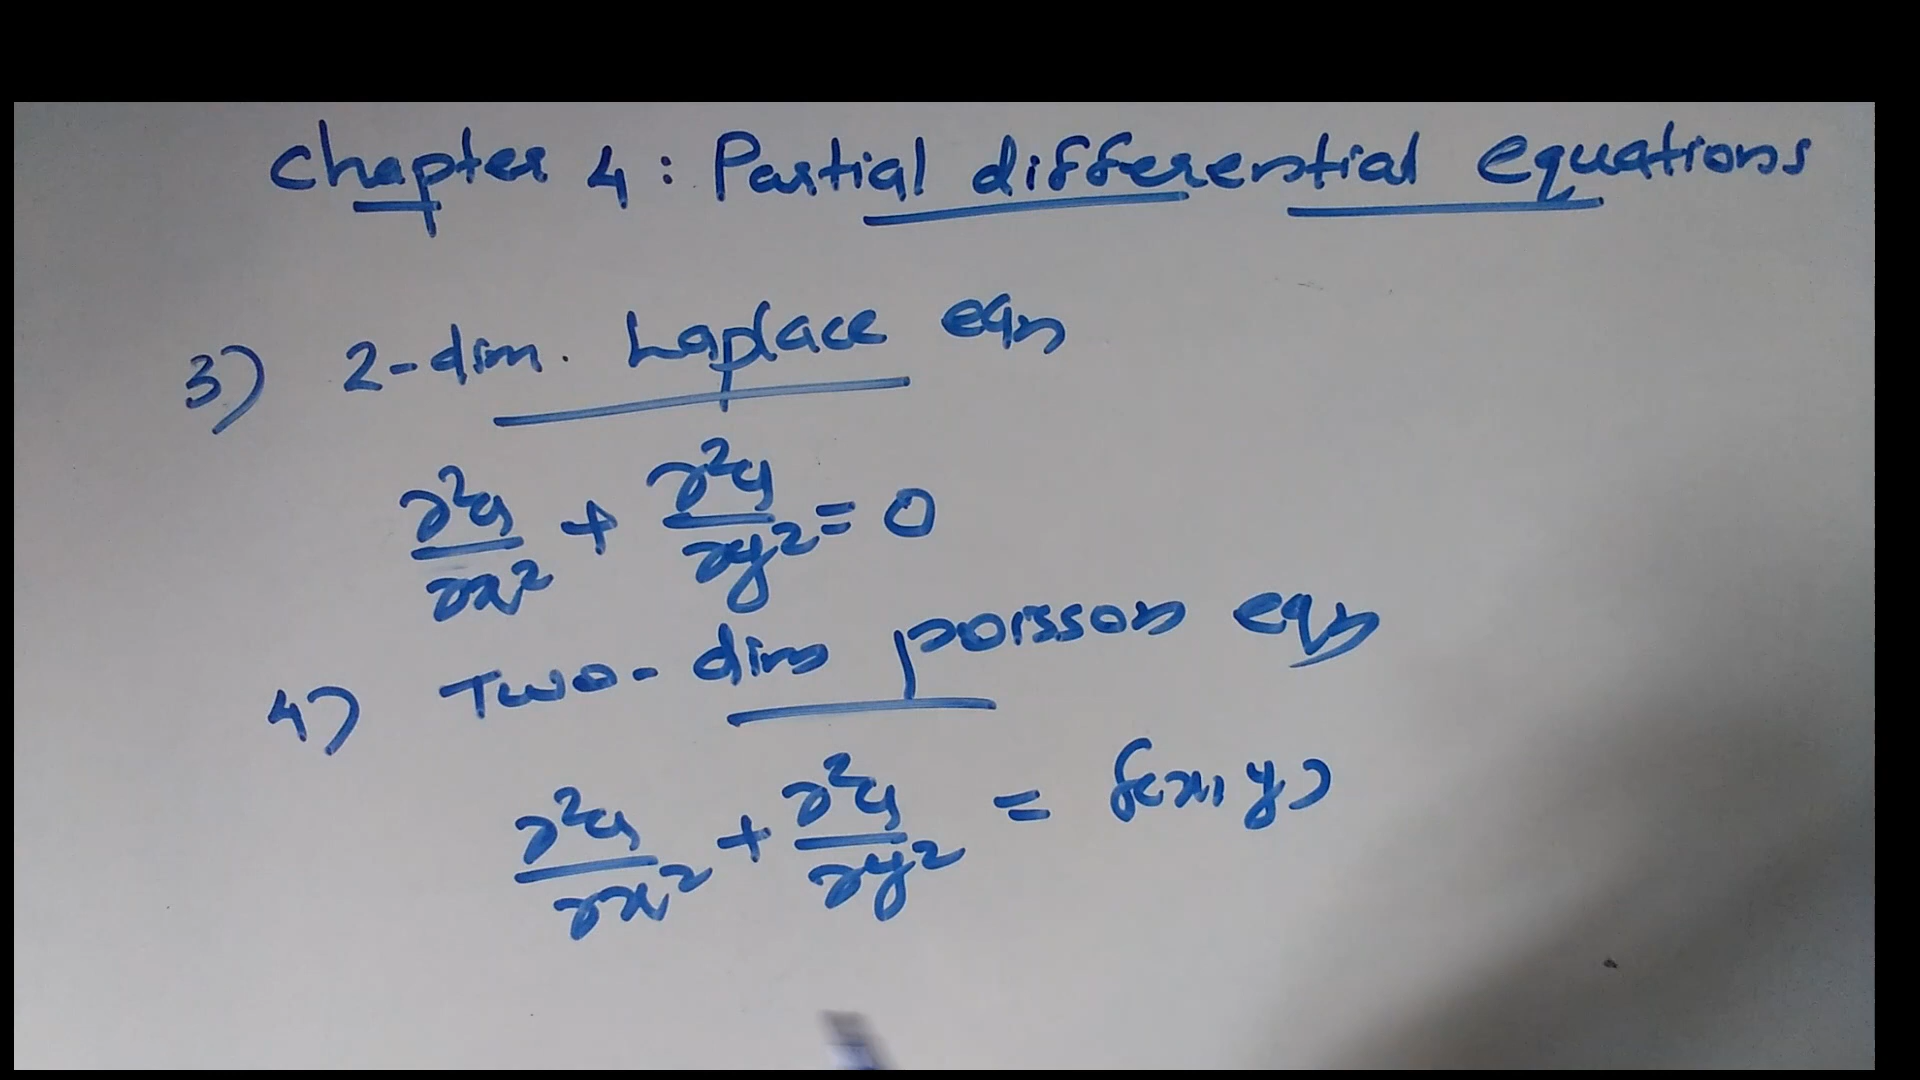 Chapter 4: Partial differential equations
3) 2-dim. Laplace eqn
∂²u/∂x² + ∂²u/∂y² = 0
4) Two-dim poisson eqn
∂²u/∂x² + ∂²u/∂y² = f(x, y)